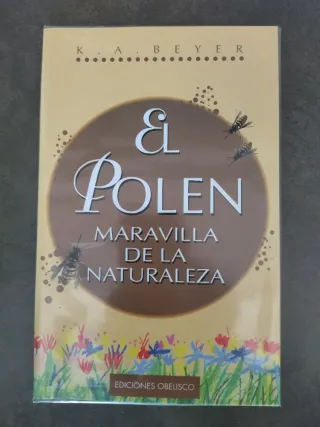 K. A. BEYER
EL
POLEN
MARAVILLA
DE LA
NATURALEZA
EDICIONES OBELISCO